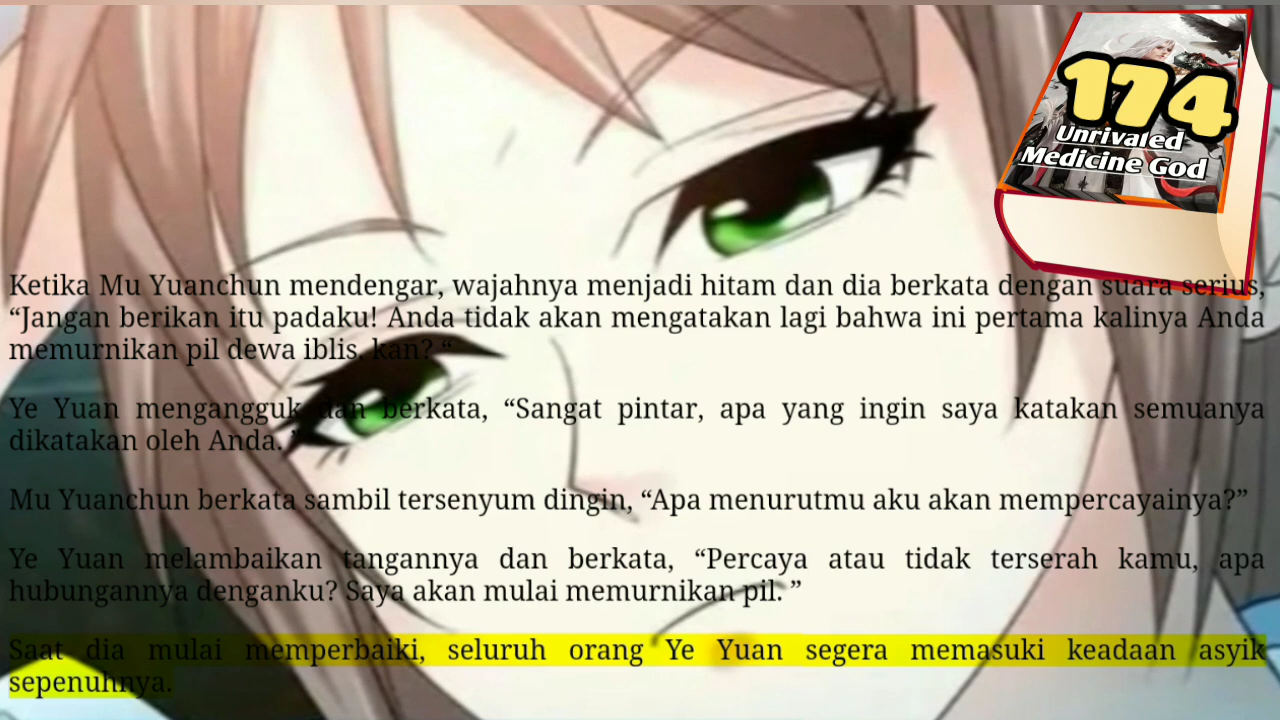 174
Unrivaled
Medicine God
Ketika Mu Yuanchun mendengar, wajahnya menjadi hitam dan dia berkata dengan suara serius,
“Jangan berikan itu padaku! Anda tidak akan mengatakan lagi bahwa ini pertama kalinya Anda
memurnikan pil dewa iblis, kan? “
Ye Yuan mengangguk dan berkata, “Sangat pintar, apa yang ingin saya katakan semuanya
dikatakan oleh Anda. ”
Mu Yuanchun berkata sambil tersenyum dingin, “Apa menurutmu aku akan mempercayainya?”
Ye Yuan melambaikan tangannya dan berkata, “Percaya atau tidak terserah kamu, apa
hubungannya denganku? Saya akan mulai memurnikan pil. ”
Saat dia mulai memperbaiki, seluruh orang Ye Yuan segera memasuki keadaan asyik
sepenuhnya.